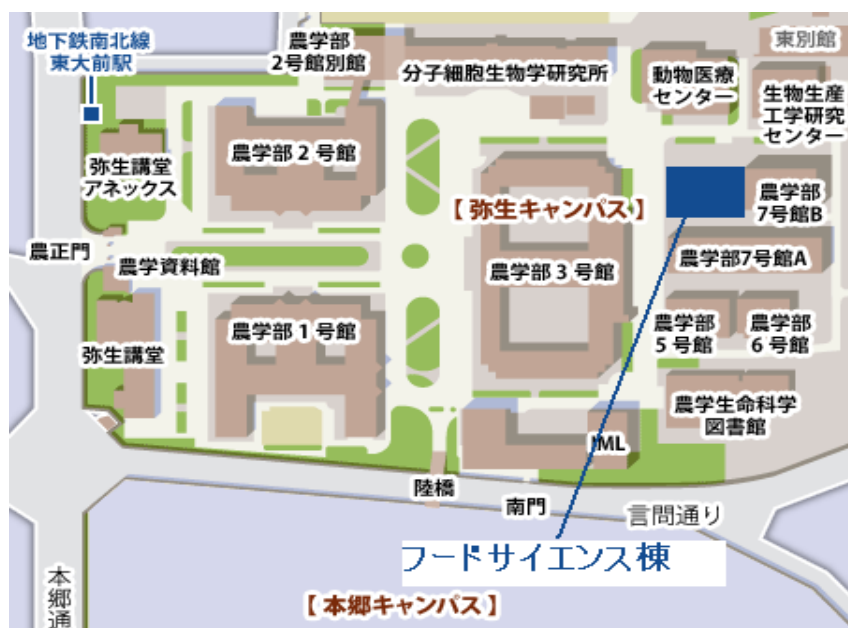 地下鉄南北線
東大前駅
農学部
2号館別館
分子細胞生物学研究所
動物医療
センター
東別館
生物生産
工学研究
センター
弥生講堂
アネックス
農学部２号館
【 弥生キャンパス 】
農学部
7号館B
農正門
農学資料館
農学部３号館
農学部7号館A
弥生講堂
農学部１号館
農学部
５号館
農学部
６号館
農学生命科学
図書館
IML
陸橋
南門
言問通り
フードサイエンス棟
本郷通
【 本郷キャンパス 】